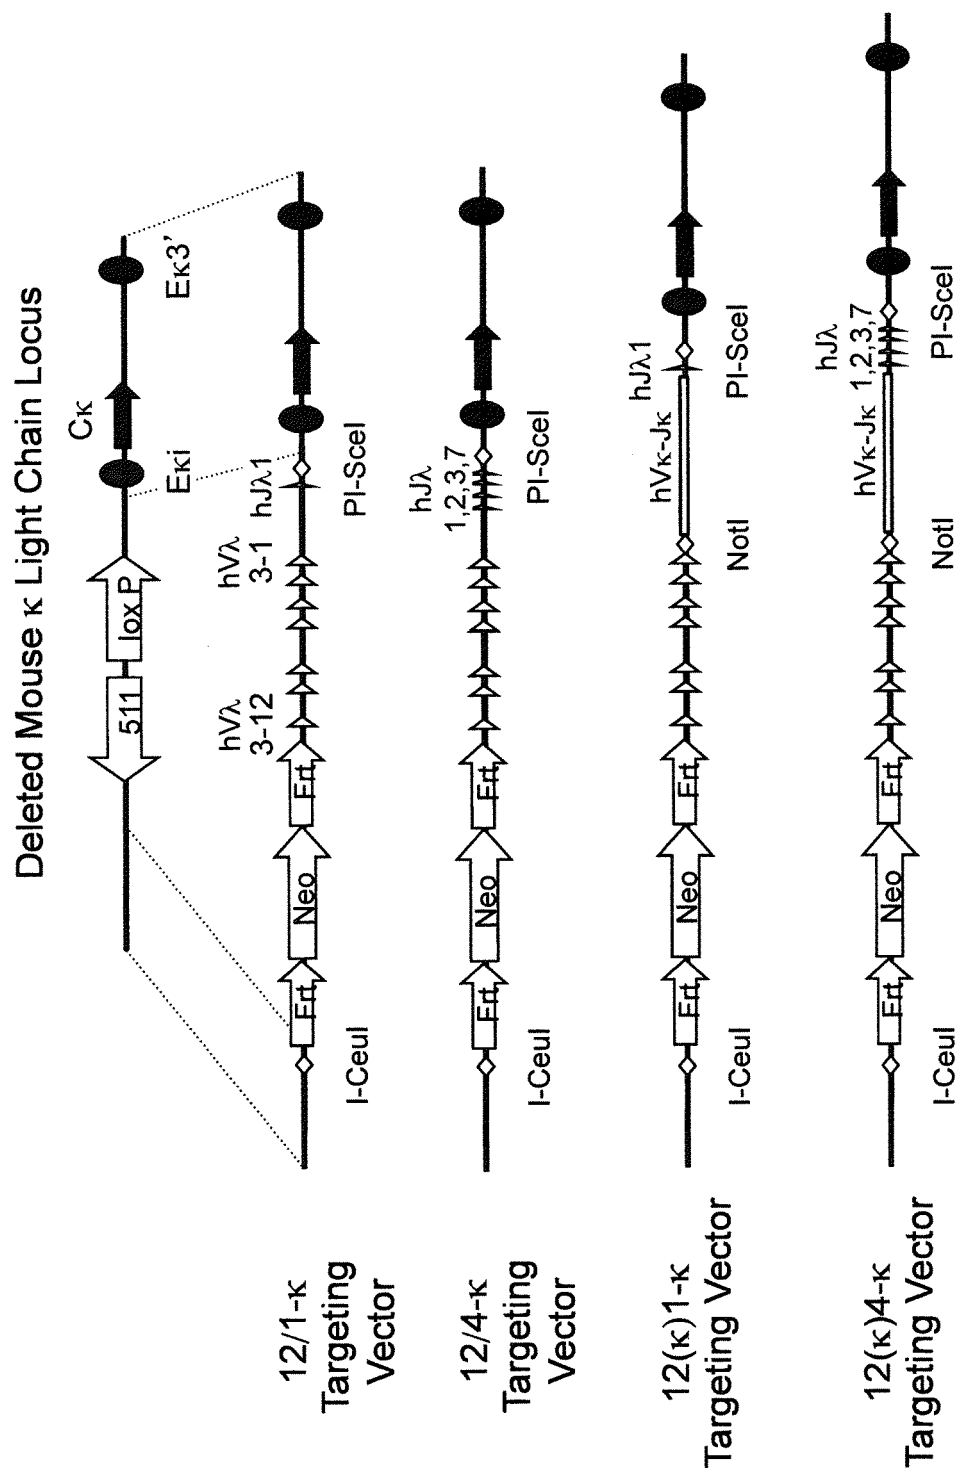 Deleted Mouse κ Light Chain Locus
511
lox P
Cκ
Eκi
Eκ3'
12/1-κ
Targeting
Vector
I-CeuI
Frt
Neo
Frt
hVλ
3-12
hVλ
3-1
hJλ1
PI-SceI
12/4-κ
Targeting
Vector
I-CeuI
Frt
Neo
Frt
hJλ
1,2,3,7
PI-SceI
12(κ)1-κ
Targeting Vector
I-CeuI
Frt
Neo
Frt
NotI
hVκ-Jκ
hJλ1
PI-SceI
12(κ)4-κ
Targeting Vector
I-CeuI
Frt
Neo
Frt
NotI
hVκ-Jκ
hJλ
1,2,3,7
PI-SceI